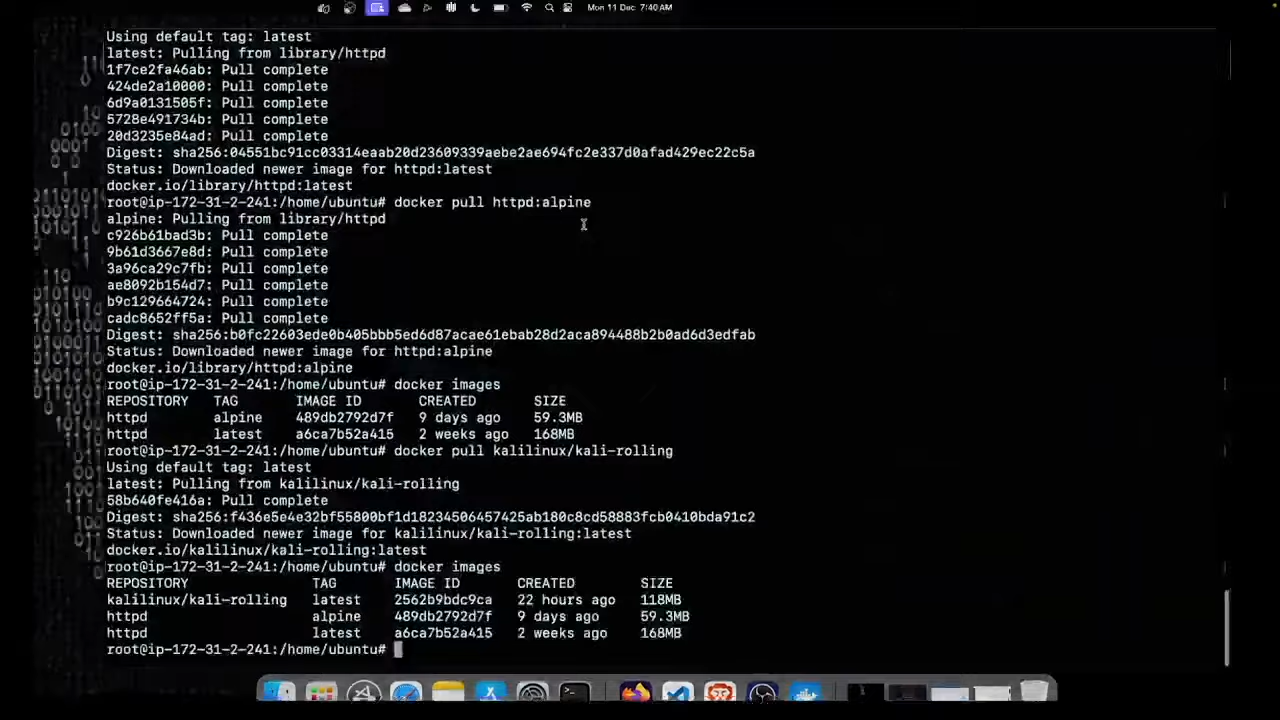 Mon 11 Dec 7:40 AM
Using default tag: latest
latest: Pulling from library/httpd
1f7ce2fa46ab: Pull complete
424de2a10000: Pull complete
6d9a0131505f: Pull complete
5728e491734b: Pull complete
20d3235e84ad: Pull complete
Digest: sha256:04551bc91cc03314eaab20d23609339aebe2ae694fc2e337d0afad429ec22c5a
Status: Downloaded newer image for httpd:latest
docker.io/library/httpd:latest
root@ip-172-31-2-241:/home/ubuntu# docker pull httpd:alpine
alpine: Pulling from library/httpd
c926b61bad3b: Pull complete
9b61d3667e8d: Pull complete
3a96ca29c7fb: Pull complete
ae8092b154d7: Pull complete
b9c129664724: Pull complete
cadc8652ff5a: Pull complete
Digest: sha256:b0fc22603ede0b405bbb5ed6d87acae61ebab28d2aca894488b2b0ad6d3edfab
Status: Downloaded newer image for httpd:alpine
docker.io/library/httpd:alpine
root@ip-172-31-2-241:/home/ubuntu# docker images
REPOSITORY TAG IMAGE ID CREATED SIZE
httpd alpine 489db2792d7f 9 days ago 59.3MB
httpd latest a6ca7b52a415 2 weeks ago 168MB
root@ip-172-31-2-241:/home/ubuntu# docker pull kalilinux/kali-rolling
Using default tag: latest
latest: Pulling from kalilinux/kali-rolling
58b640fe416a: Pull complete
Digest: sha256:f436e5e4e32bf55800bf1d18234506457425ab180c8cd58883fcb0410bda91c2
Status: Downloaded newer image for kalilinux/kali-rolling:latest
docker.io/kalilinux/kali-rolling:latest
root@ip-172-31-2-241:/home/ubuntu# docker images
REPOSITORY TAG IMAGE ID CREATED SIZE
kalilinux/kali-rolling latest 2562b9bdc9ca 22 hours ago 118MB
httpd alpine 489db2792d7f 9 days ago 59.3MB
httpd latest a6ca7b52a415 2 weeks ago 168MB
root@ip-172-31-2-241:/home/ubuntu#